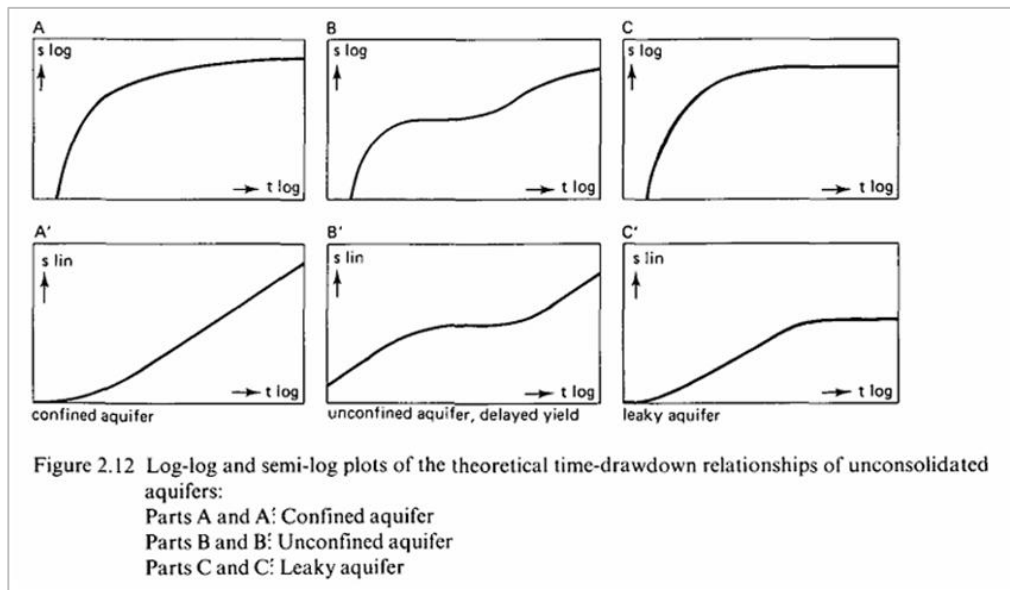 A
s log
t log
B
s log
t log
C
s log
t log
A′
s lin
t log
confined aquifer
B′
s lin
t log
unconfined aquifer, delayed yield
C′
s lin
t log
leaky aquifer
Figure 2.12 Log-log and semi-log plots of the theoretical time-drawdown relationships of unconsolidated
aquifers:
Parts A and A′: Confined aquifer
Parts B and B′: Unconfined aquifer
Parts C and C′: Leaky aquifer